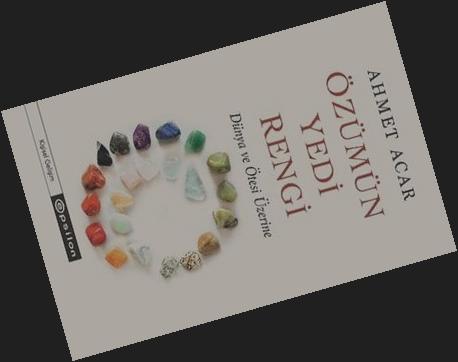 AHMET ACAR
ÖZÜMÜN
YEDİ
RENGİ
Dünya ve Ötesi Üzerine
Kişisel Gelişim
epsilon